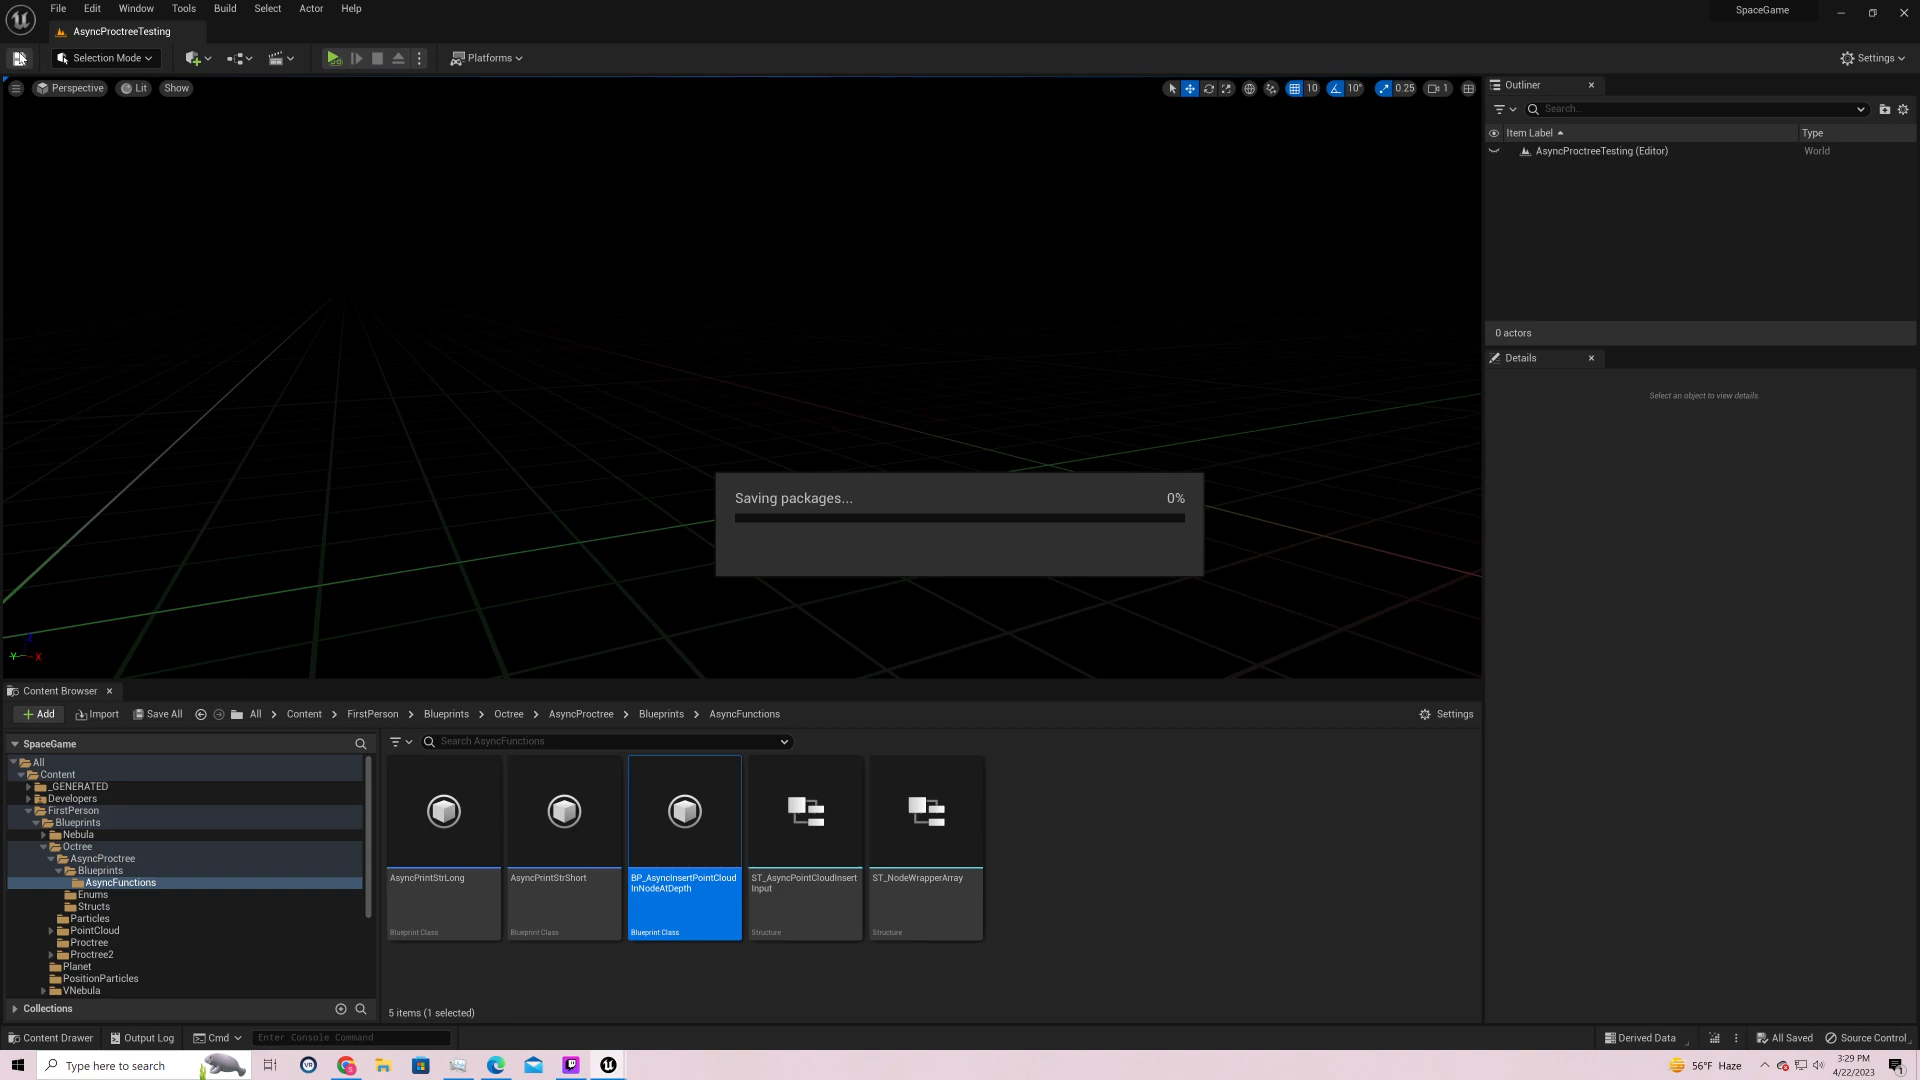 File Edit Window Tools Build Select Actor Help
SpaceGame
AsyncProctreeTesting
Selection Mode
Platforms
Settings
Perspective Lit Show
10 10° 0.25 1
Outliner
Search...
Item Label Type
AsyncProctreeTesting (Editor) World
0 actors
Details
Select an object to view details.
Saving packages... 0%
Z
Y X
Content Browser
Add Import Save All All Content FirstPerson Blueprints Octree AsyncProctree Blueprints AsyncFunctions Settings
SpaceGame
Search AsyncFunctions
All
Content
_GENERATED
Developers
FirstPerson
Blueprints
Nebula
Octree
AsyncProctree
Blueprints
AsyncFunctions
Enums
Structs
Particles
PointCloud
Proctree
Proctree2
Planet
PositionParticles
VNebula
Collections
AsyncPrintStrLong
Blueprint Class
AsyncPrintStrShort
Blueprint Class
BP_AsyncInsertPointCloud
InNodeAtDepth
Blueprint Class
ST_AsyncPointCloudInsert
Input
Structure
ST_NodeWrapperArray
Structure
5 items (1 selected)
Content Drawer Output Log Cmd Enter Console Command
Derived Data All Saved Source Control
Type here to search
VR
56°F Haze
3:29 PM
4/22/2023
1